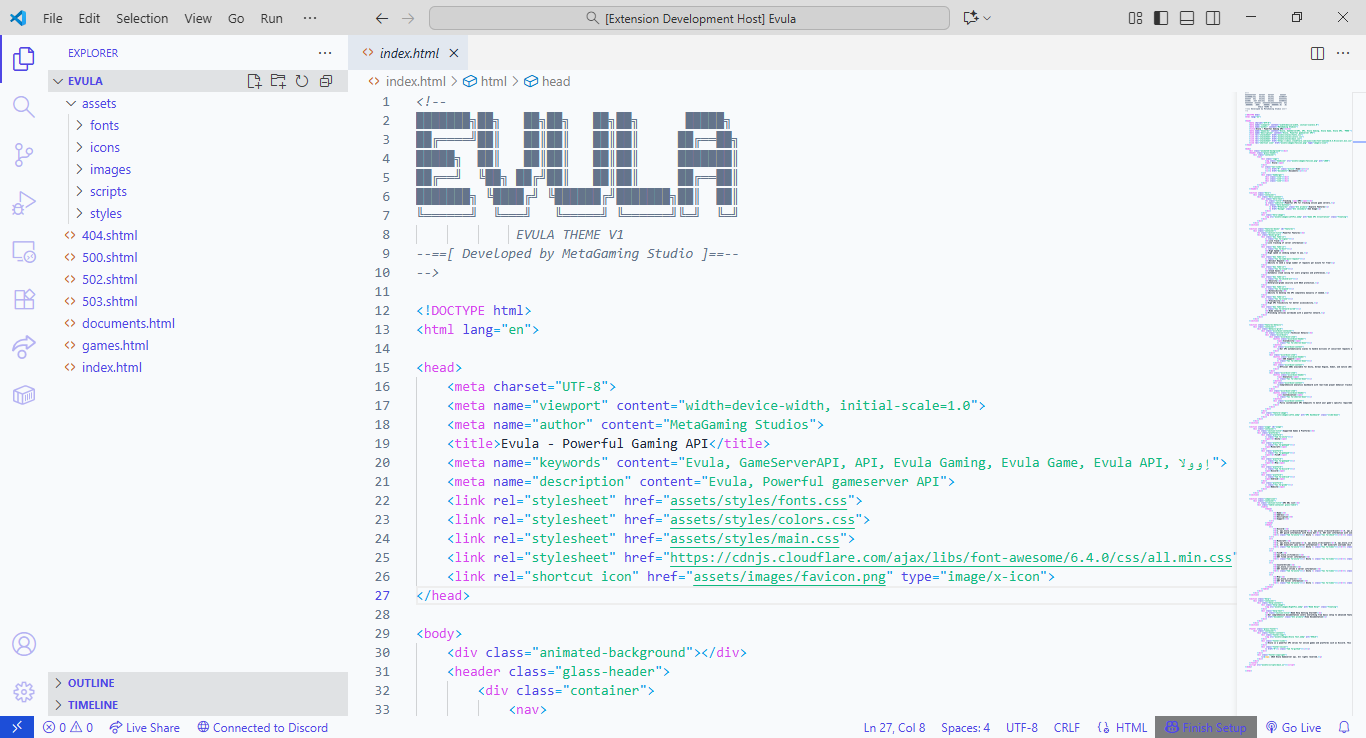 File Edit Selection View Go Run ···
[Extension Development Host] Evula
EXPLORER
EVULA
assets
fonts
icons
images
scripts
styles
404.shtml
500.shtml
502.shtml
503.shtml
documents.html
games.html
index.html
OUTLINE
TIMELINE
index.html
index.html > html > head
1 <!--
2
3
4
5
6
7
EVULA
8 EVULA THEME V1
9 --==[ Developed by MetaGaming Studio ]==--
10 -->
11
12 <!DOCTYPE html>
13 <html lang="en">
14
15 <head>
16 <meta charset="UTF-8">
17 <meta name="viewport" content="width=device-width, initial-scale=1.0">
18 <meta name="author" content="MetaGaming Studios">
19 <title>Evula - Powerful Gaming API</title>
20 <meta name="keywords" content="Evula, GameServerAPI, API, Evula Gaming, Evula Game, Evula API, إوولا">
21 <meta name="description" content="Evula, Powerful gameserver API">
22 <link rel="stylesheet" href="assets/styles/fonts.css">
23 <link rel="stylesheet" href="assets/styles/colors.css">
24 <link rel="stylesheet" href="assets/styles/main.css">
25 <link rel="stylesheet" href="https://cdnjs.cloudflare.com/ajax/libs/font-awesome/6.4.0/css/all.min.css"
26 <link rel="shortcut icon" href="assets/images/favicon.png" type="image/x-icon">
27 </head>
28
29 <body>
30 <div class="animated-background"></div>
31 <header class="glass-header">
32 <div class="container">
33 <nav>
0 0 Live Share Connected to Discord
Ln 27, Col 8 Spaces: 4 UTF-8 CRLF HTML Finish Setup Go Live